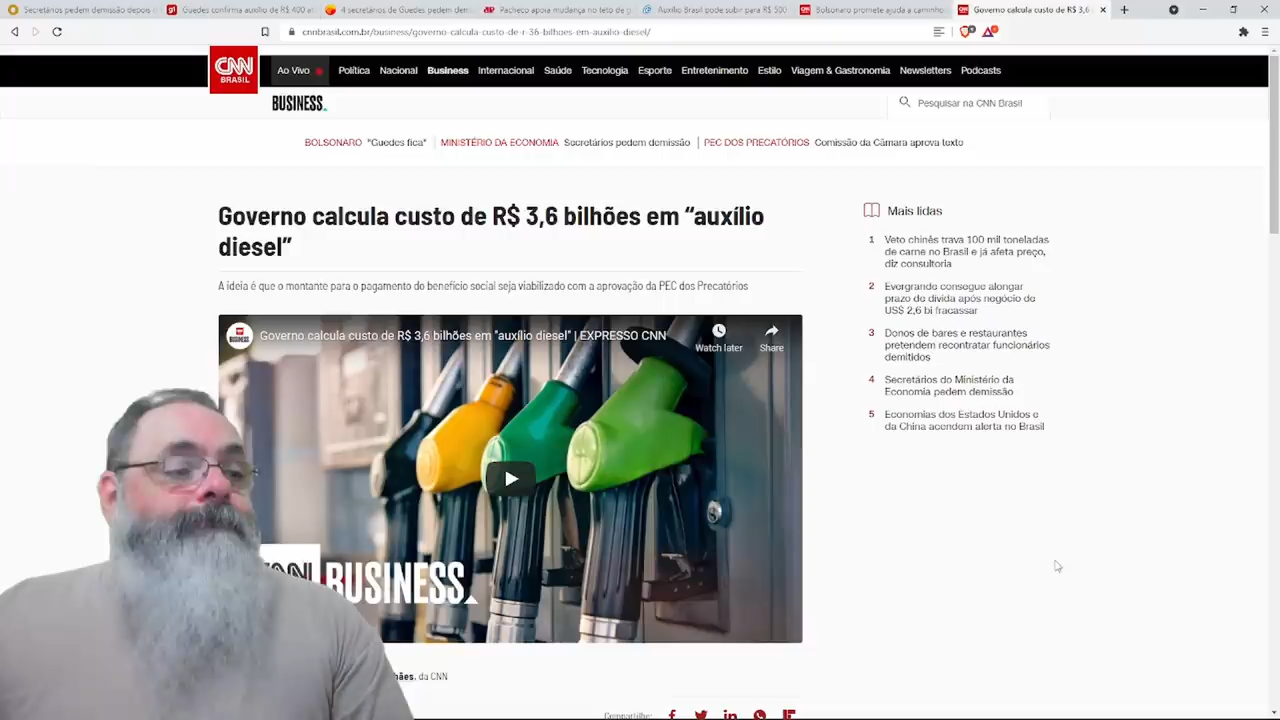 Secretários pedem demissão depois
Guedes confirma auxílio de R$ 400 at
4 secretários de Guedes pedem dem
Pacheco apoia mudança no teto de g
Auxílio Brasil pode subir para R$ 500
Bolsonaro promete ajuda a caminho
Governo calcula custo de R$ 3,6
cnnbrasil.com.br/business/governo-calcula-custo-de-r-36-bilhoes-em-auxilio-diesel/
CNN
BRASIL
Ao Vivo
Política
Nacional
Business
Internacional
Saúde
Tecnologia
Esporte
Entretenimento
Estilo
Viagem & Gastronomia
Newsletters
Podcasts
BUSINESS
Pesquisar na CNN Brasil
BOLSONARO "Guedes fica" | MINISTÉRIO DA ECONOMIA Secretários pedem demissão | PEC DOS PRECATÓRIOS Comissão da Câmara aprova texto
Governo calcula custo de R$ 3,6 bilhões em “auxílio
diesel”
A ideia é que o montante para o pagamento do benefício social seja viabilizado com a aprovação da PEC dos Precatórios
BUSINESS
Governo calcula custo de R$ 3,6 bilhões em "auxílio diesel" | EXPRESSO CNN
Watch later
Share
CNN BUSINESS
da CNN
Compartilhe:
Mais lidas
1 Veto chinês trava 100 mil toneladas
de carne no Brasil e já afeta preço,
diz consultoria
2 Evergrande consegue alongar
prazo de dívida após negócio de
US$ 2,6 bi fracassar
3 Donos de bares e restaurantes
pretendem recontratar funcionários
demitidos
4 Secretários do Ministério da
Economia pedem demissão
5 Economias dos Estados Unidos e
da China acendem alerta no Brasil